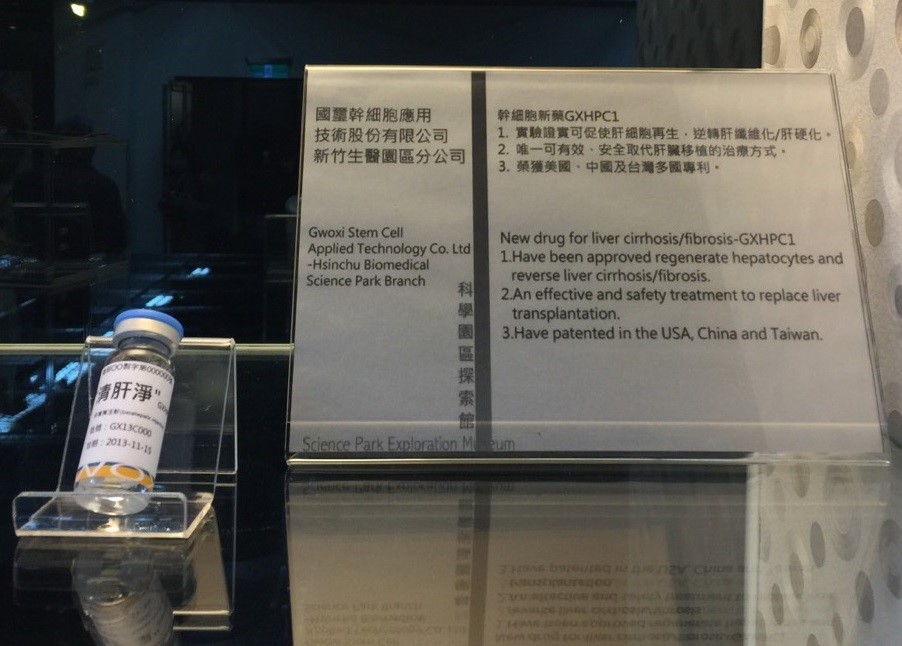 國璽幹細胞應用
技術股份有限公司
新竹生醫園區分公司
Gwoxi Stem Cell
Applied Technology Co. Ltd
-Hsinchu Biomedical
Science Park Branch
科學園區探索館
Science Park Exploration Museum
幹細胞新藥GXHPC1
1. 實驗證實可促使肝細胞再生，逆轉肝纖維化/肝硬化。
2. 唯一可有效、安全取代肝臟移植的治療方式。
3. 榮獲美國、中國及台灣多國專利。
New drug for liver cirrhosis/fibrosis-GXHPC1
1.Have been approved regenerate hepatocytes and
reverse liver cirrhosis/fibrosis.
2.An effective and safety treatment to replace liver
transplantation.
3.Have patented in the USA, China and Taiwan.
清肝淨"
GX13C000
2013-11-15